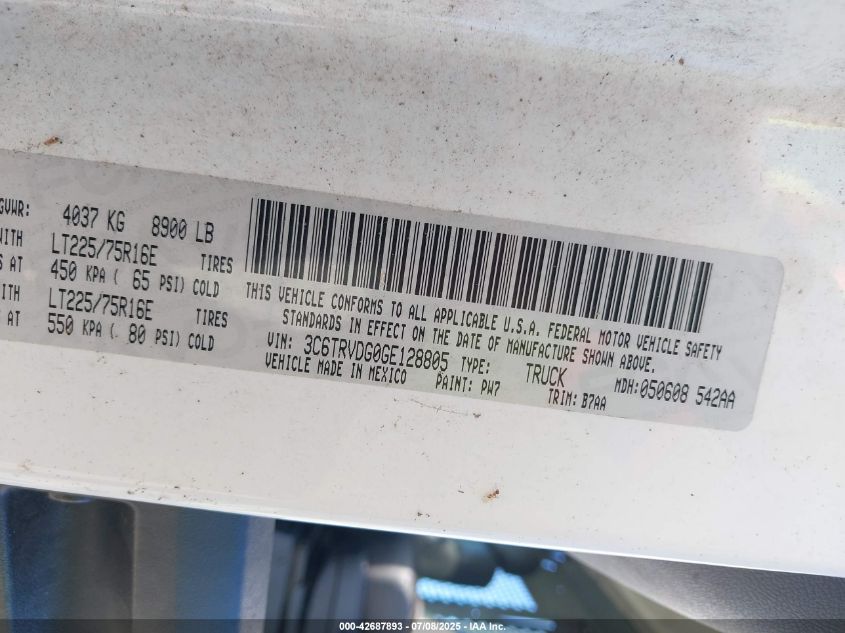 GVWR: 4037 KG 8900 LB
WITH LT225/75R16E TIRES
AT 450 KPA ( 65 PSI) COLD
WITH LT225/75R16E TIRES
AT 550 KPA ( 80 PSI) COLD
THIS VEHICLE CONFORMS TO ALL APPLICABLE U.S.A. FEDERAL MOTOR VEHICLE SAFETY
STANDARDS IN EFFECT ON THE DATE OF MANUFACTURE SHOWN ABOVE.
VIN: 3C6TRVDG0GE128805 TYPE: TRUCK MDH:050608 542AA
VEHICLE MADE IN MEXICO PAINT: PW7 TRIM: B7AA
000-42687893 - 07/08/2025 - IAA Inc.